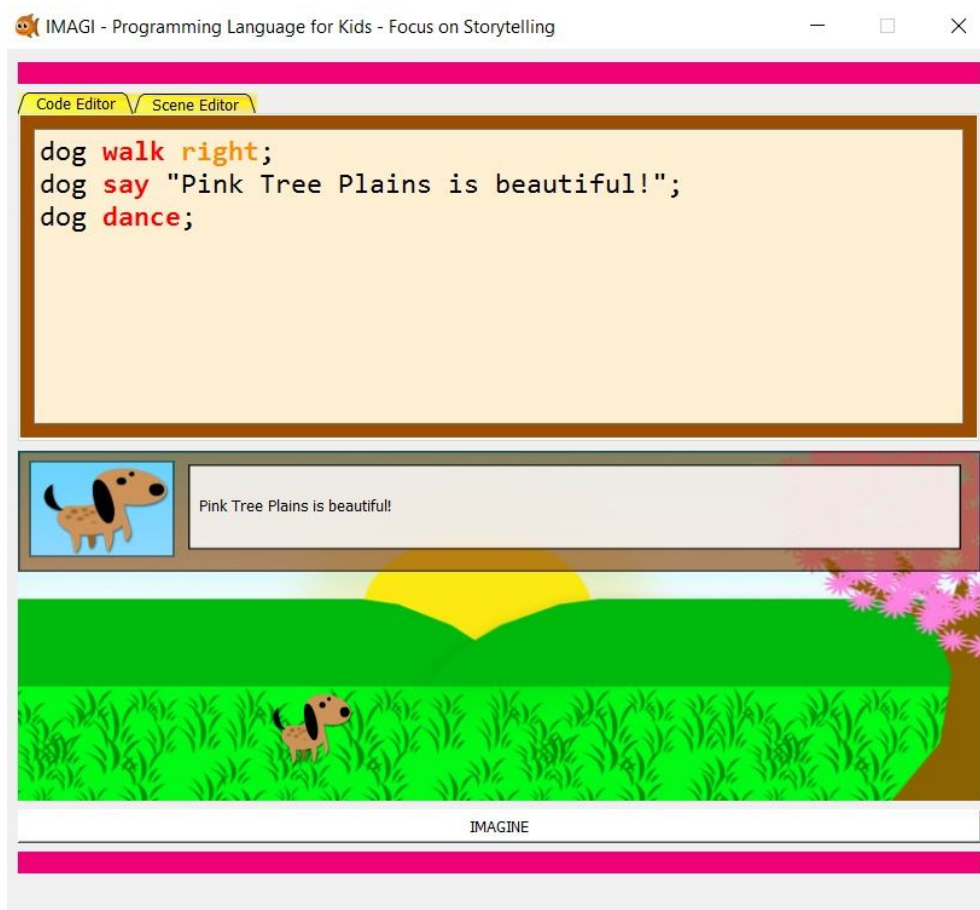 IMAGI - Programming Language for Kids - Focus on Storytelling
Code Editor
Scene Editor
dog walk right;
dog say "Pink Tree Plains is beautiful!";
dog dance;
Pink Tree Plains is beautiful!
IMAGINE